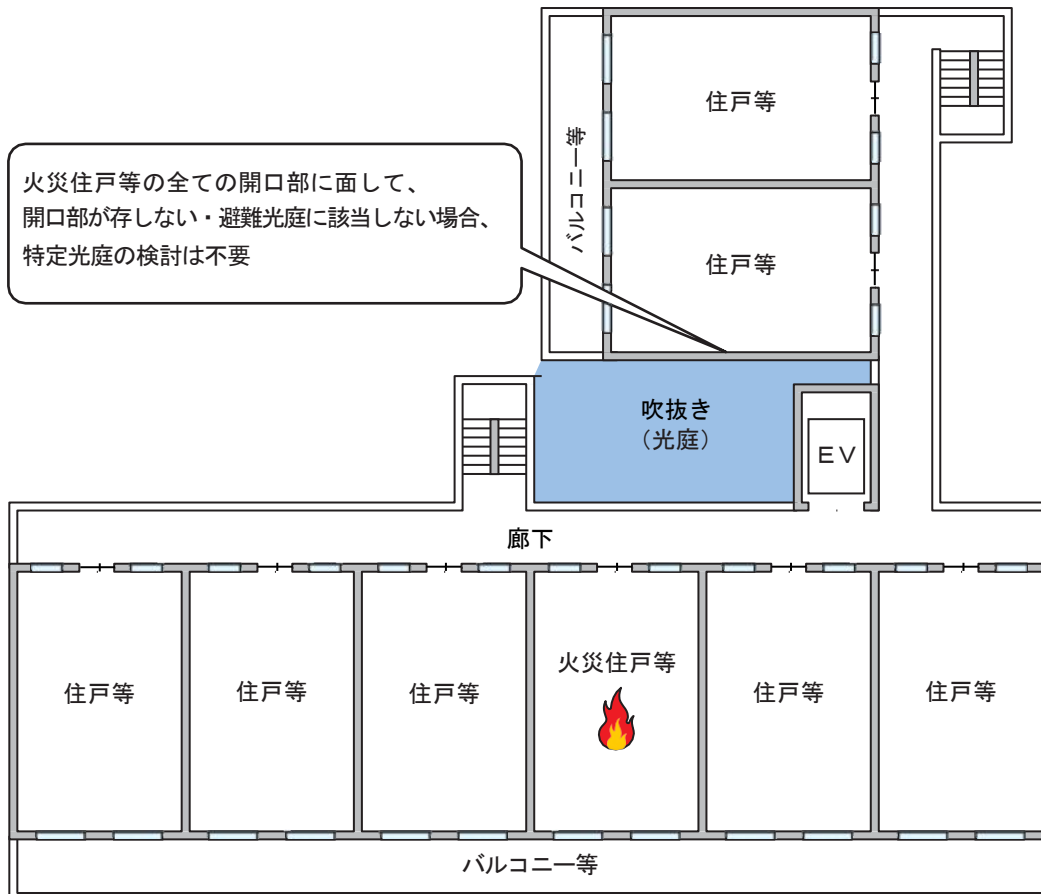 住戸等
バルコニー等
火災住戸等の全ての開口部に面して、
開口部が存しない・避難光庭に該当しない場合、
特定光庭の検討は不要
住戸等
吹抜き
（光庭）
ＥＶ
廊下
住戸等
住戸等
住戸等
火災住戸等
住戸等
住戸等
バルコニー等